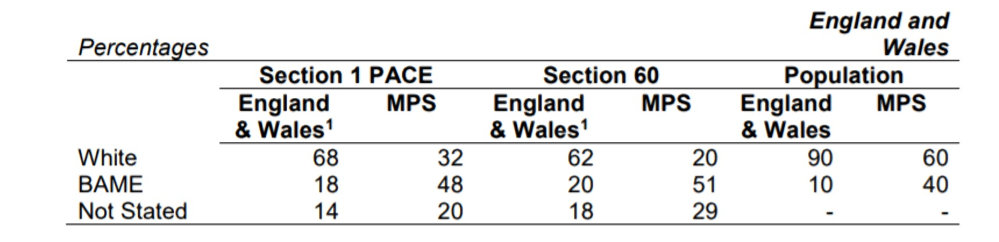 England and
Percentages Wales
Section 1 PACE Section 60 Population
England MPS England MPS England MPS
& Wales¹ & Wales¹ & Wales
White 68 32 62 20 90 60
BAME 18 48 20 51 10 40
Not Stated 14 20 18 29 - -